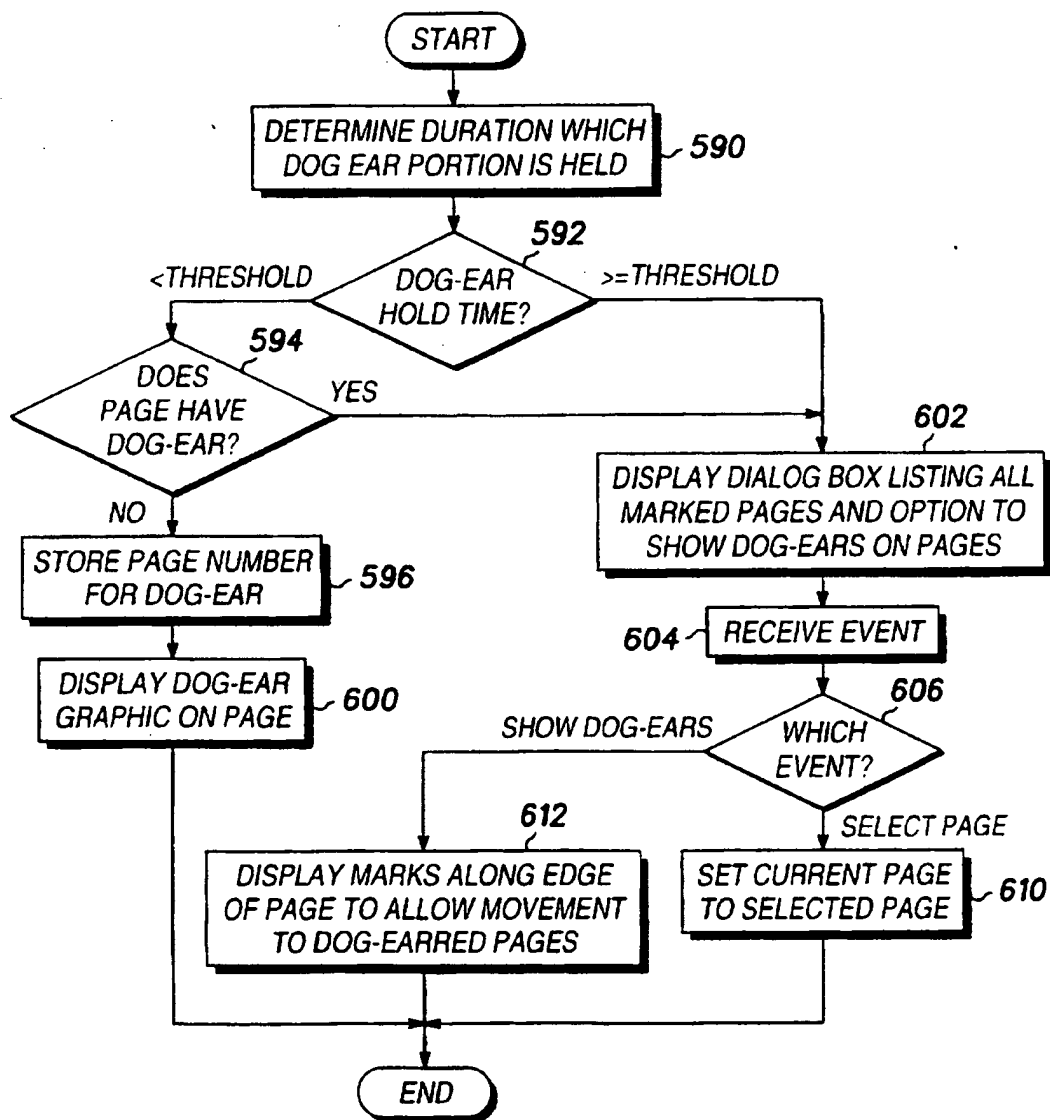 START
DETERMINE DURATION WHICH
DOG EAR PORTION IS HELD
590
592
<THRESHOLD
DOG-EAR
HOLD TIME?
>=THRESHOLD
594
DOES
PAGE HAVE
DOG-EAR?
YES
602
DISPLAY DIALOG BOX LISTING ALL
MARKED PAGES AND OPTION TO
SHOW DOG-EARS ON PAGES
NO
STORE PAGE NUMBER
FOR DOG-EAR
596
604
RECEIVE EVENT
DISPLAY DOG-EAR
GRAPHIC ON PAGE
600
606
SHOW DOG-EARS
WHICH
EVENT?
SELECT PAGE
612
DISPLAY MARKS ALONG EDGE
OF PAGE TO ALLOW MOVEMENT
TO DOG-EARRED PAGES
SET CURRENT PAGE
TO SELECTED PAGE
610
END